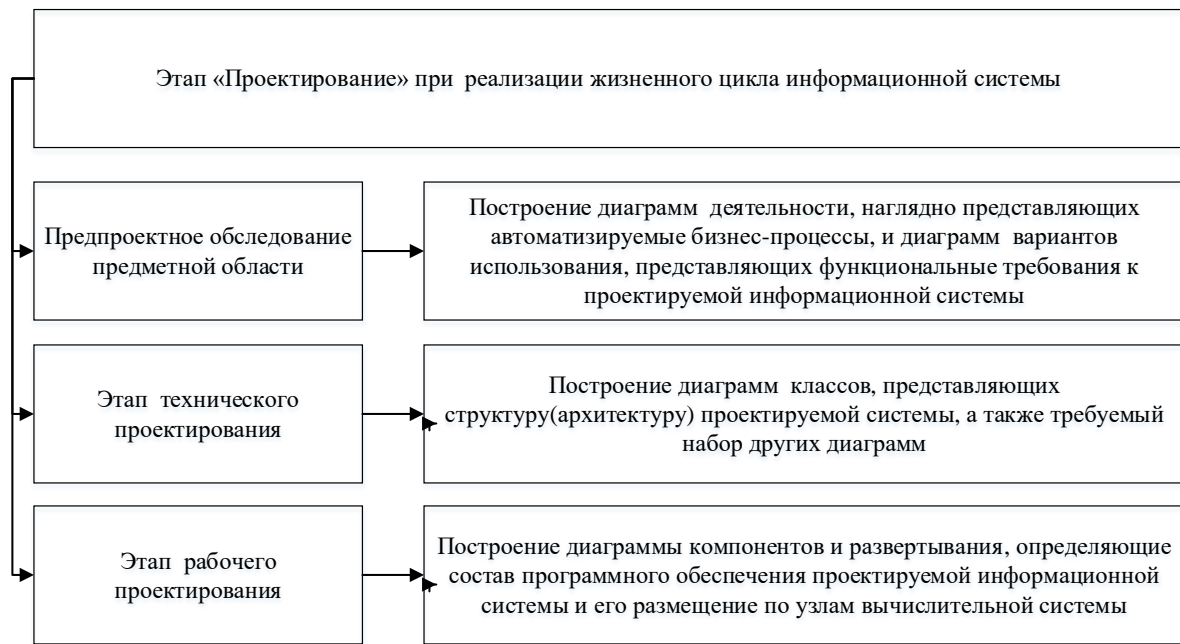 Этап «Проектирование» при реализации жизненного цикла информационной системы
Предпроектное обследование
предметной области
Построение диаграмм деятельности, наглядно представляющих
автоматизируемые бизнес-процессы, и диаграмм вариантов
использования, представляющих функциональные требования к
проектируемой информационной системы
Этап технического
проектирования
Построение диаграмм классов, представляющих
структуру(архитектуру) проектируемой системы, а также требуемый
набор других диаграмм
Этап рабочего
проектирования
Построение диаграммы компонентов и развертывания, определяющие
состав программного обеспечения проектируемой информационной
системы и его размещение по узлам вычислительной системы